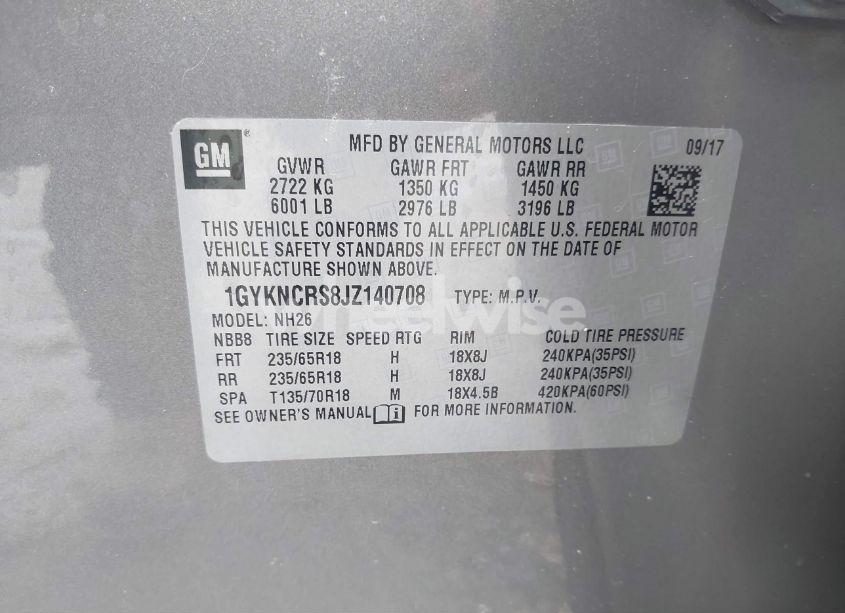 GM ® MFD BY GENERAL MOTORS LLC 09/17
GVWR GAWR FRT GAWR RR
2722 KG 1350 KG 1450 KG
6001 LB 2976 LB 3196 LB
THIS VEHICLE CONFORMS TO ALL APPLICABLE U.S. FEDERAL MOTOR
VEHICLE SAFETY STANDARDS IN EFFECT ON THE DATE OF
MANUFACTURE SHOWN ABOVE.
1GYKNCRS8JZ140708 TYPE: M.P.V.
MODEL: NH26
wheelwise
NBB8 TIRE SIZE SPEED RTG RIM COLD TIRE PRESSURE
FRT 235/65R18 H 18X8J 240KPA(35PSI)
RR 235/65R18 H 18X8J 240KPA(35PSI)
SPA T135/70R18 M 18X4.5B 420KPA(60PSI)
SEE OWNER'S MANUAL i FOR MORE INFORMATION.